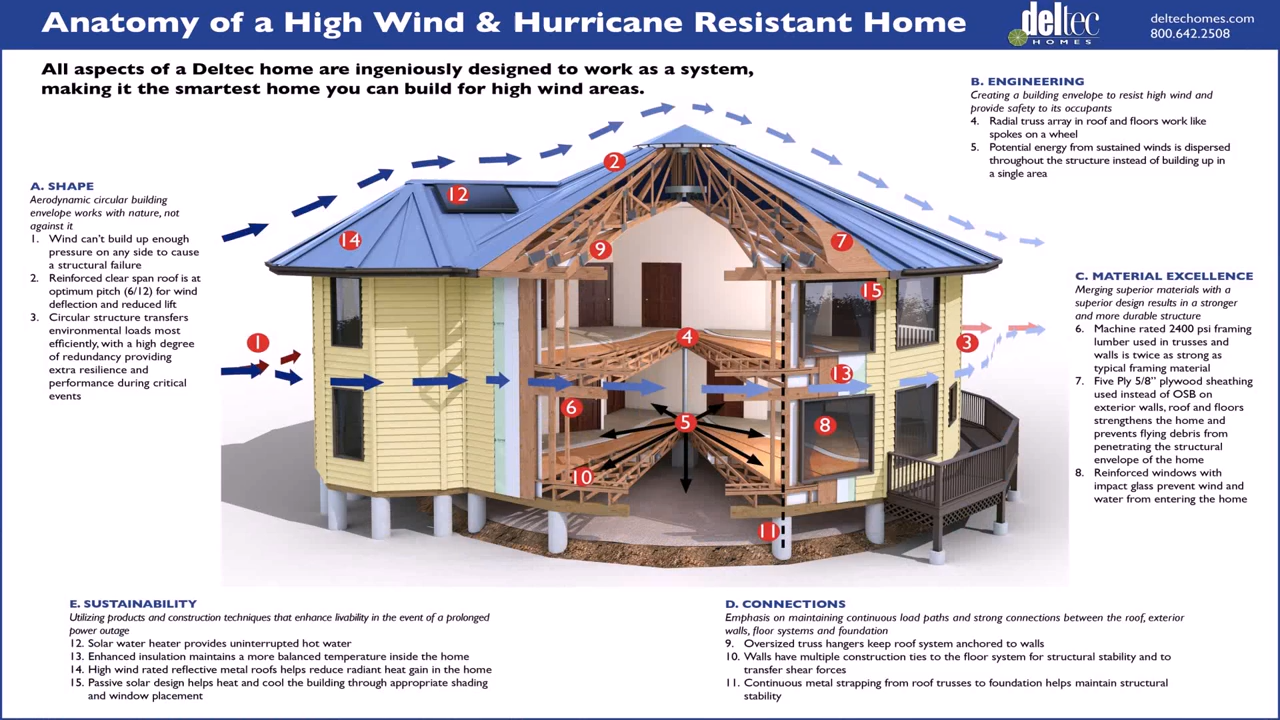 Anatomy of a High Wind & Hurricane Resistant Home
deltec
HOMES
deltechomes.com
800.642.2508
All aspects of a Deltec home are ingeniously designed to work as a system,
making it the smartest home you can build for high wind areas.
A. SHAPE
Aerodynamic circular building
envelope works with nature, not
against it
1. Wind can't build up enough
pressure on any side to cause
a structural failure
2. Reinforced clear span roof is at
optimum pitch (6/12) for wind
deflection and reduced lift
3. Circular structure transfers
environmental loads most
efficiently, with a high degree
of redundancy providing
extra resilience and
performance during critical
events
B. ENGINEERING
Creating a building envelope to resist high wind and
provide safety to its occupants
4. Radial truss array in roof and floors work like
spokes on a wheel
5. Potential energy from sustained winds is dispersed
throughout the structure instead of building up in
a single area
C. MATERIAL EXCELLENCE
Merging superior materials with a
superior design results in a stronger
and more durable structure
6. Machine rated 2400 psi framing
lumber used in trusses and
walls is twice as strong as
typical framing material
7. Five Ply 5/8" plywood sheathing
used instead of OSB on
exterior walls, roof and floors
strengthens the home and
prevents flying debris from
penetrating the structural
envelope of the home
8. Reinforced windows with
impact glass prevent wind and
water from entering the home
2
12
14
9
7
15
1
4
3
13
6
5
8
10
11
E. SUSTAINABILITY
Utilizing products and construction techniques that enhance livability in the event of a prolonged
power outage
12. Solar water heater provides uninterrupted hot water
13. Enhanced insulation maintains a more balanced temperature inside the home
14. High wind rated reflective metal roofs helps reduce radiant heat gain in the home
15. Passive solar design helps heat and cool the building through appropriate shading
and window placement
D. CONNECTIONS
Emphasis on maintaining continuous load paths and strong connections between the roof, exterior
walls, floor systems and foundation
9. Oversized truss hangers keep roof system anchored to walls
10. Walls have multiple construction ties to the floor system for structural stability and to
transfer shear forces
11. Continuous metal strapping from roof trusses to foundation helps maintain structural
stability